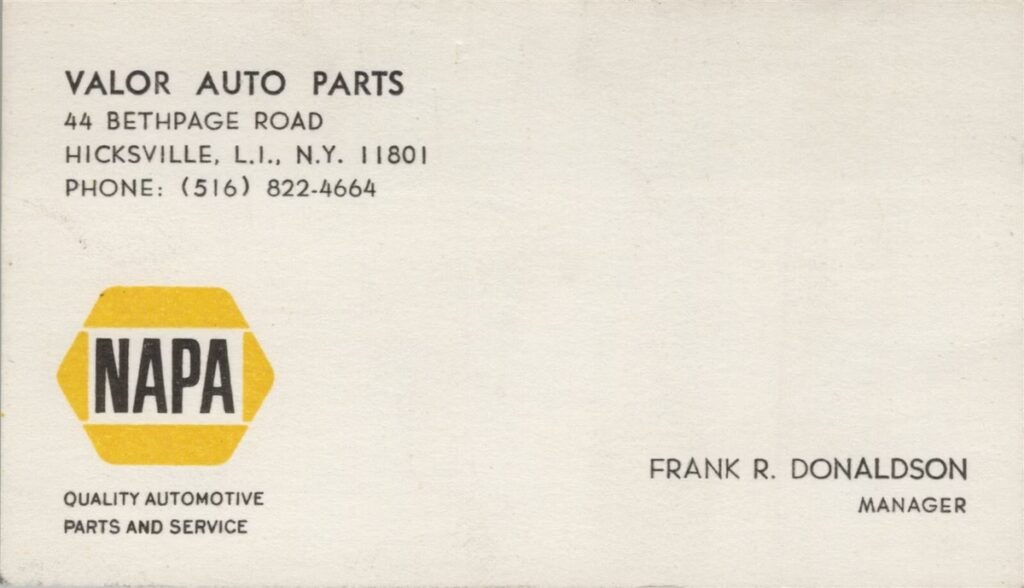 VALOR AUTO PARTS
44 BETHPAGE ROAD
HICKSVILLE, L.I., N.Y. 11801
PHONE: (516) 822-4664
NAPA
QUALITY AUTOMOTIVE
PARTS AND SERVICE
FRANK R. DONALDSON
MANAGER